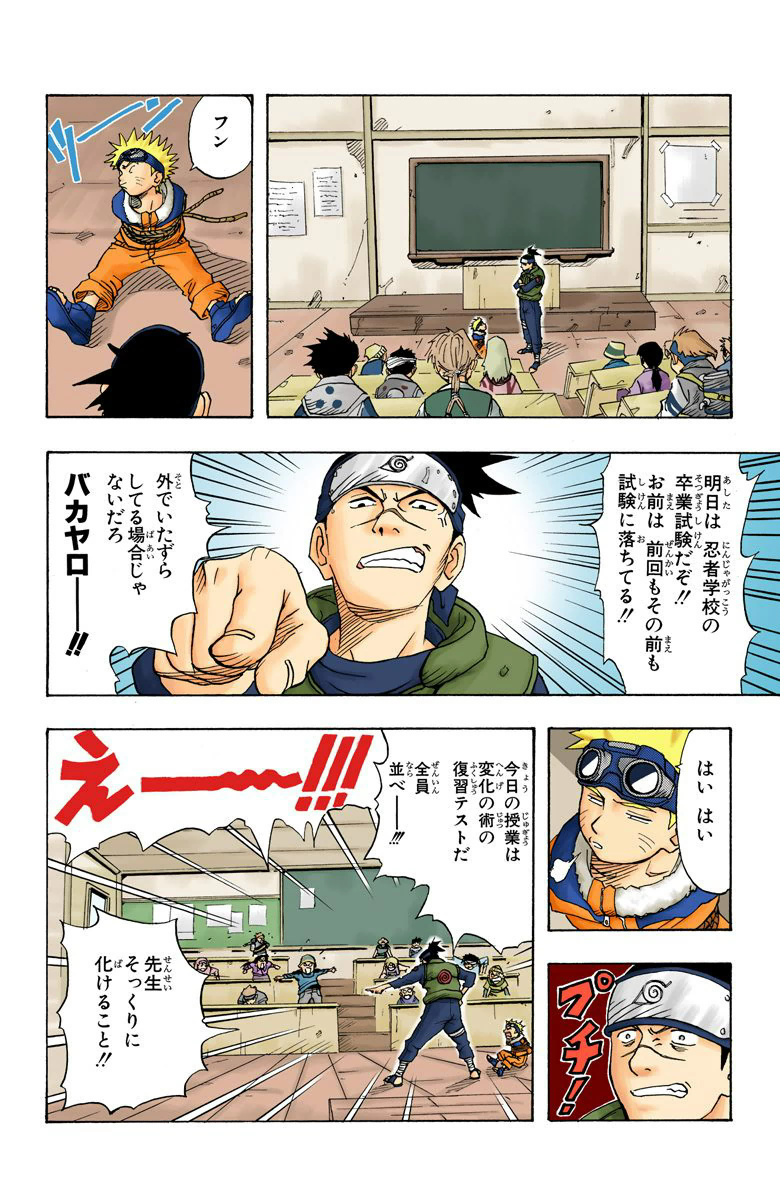 フン
ツーン
明日は 忍者学校の
卒業試験だぞ!!
お前は 前回もその前も
試験に落ちてる!!
外でいたずら
してる場合じゃ
ないだろ
バカヤロ——!!
はい はい
プチ!
今日の授業は
変化の術の
復習テストだ
全員
並べ——!!!
先生
そっくりに
化けること!!
えー——!!!